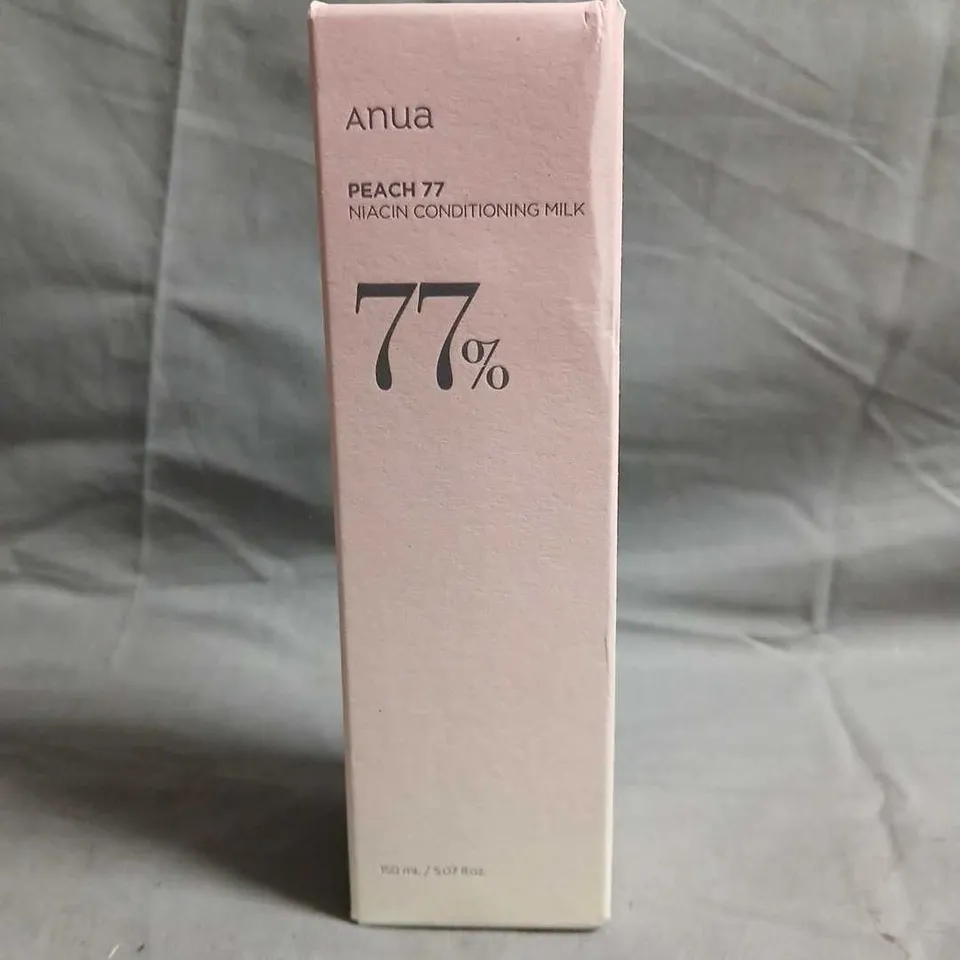 Anua
PEACH 77
NIACIN CONDITIONING MILK
77%
150 mL / 5.07 fl.oz.